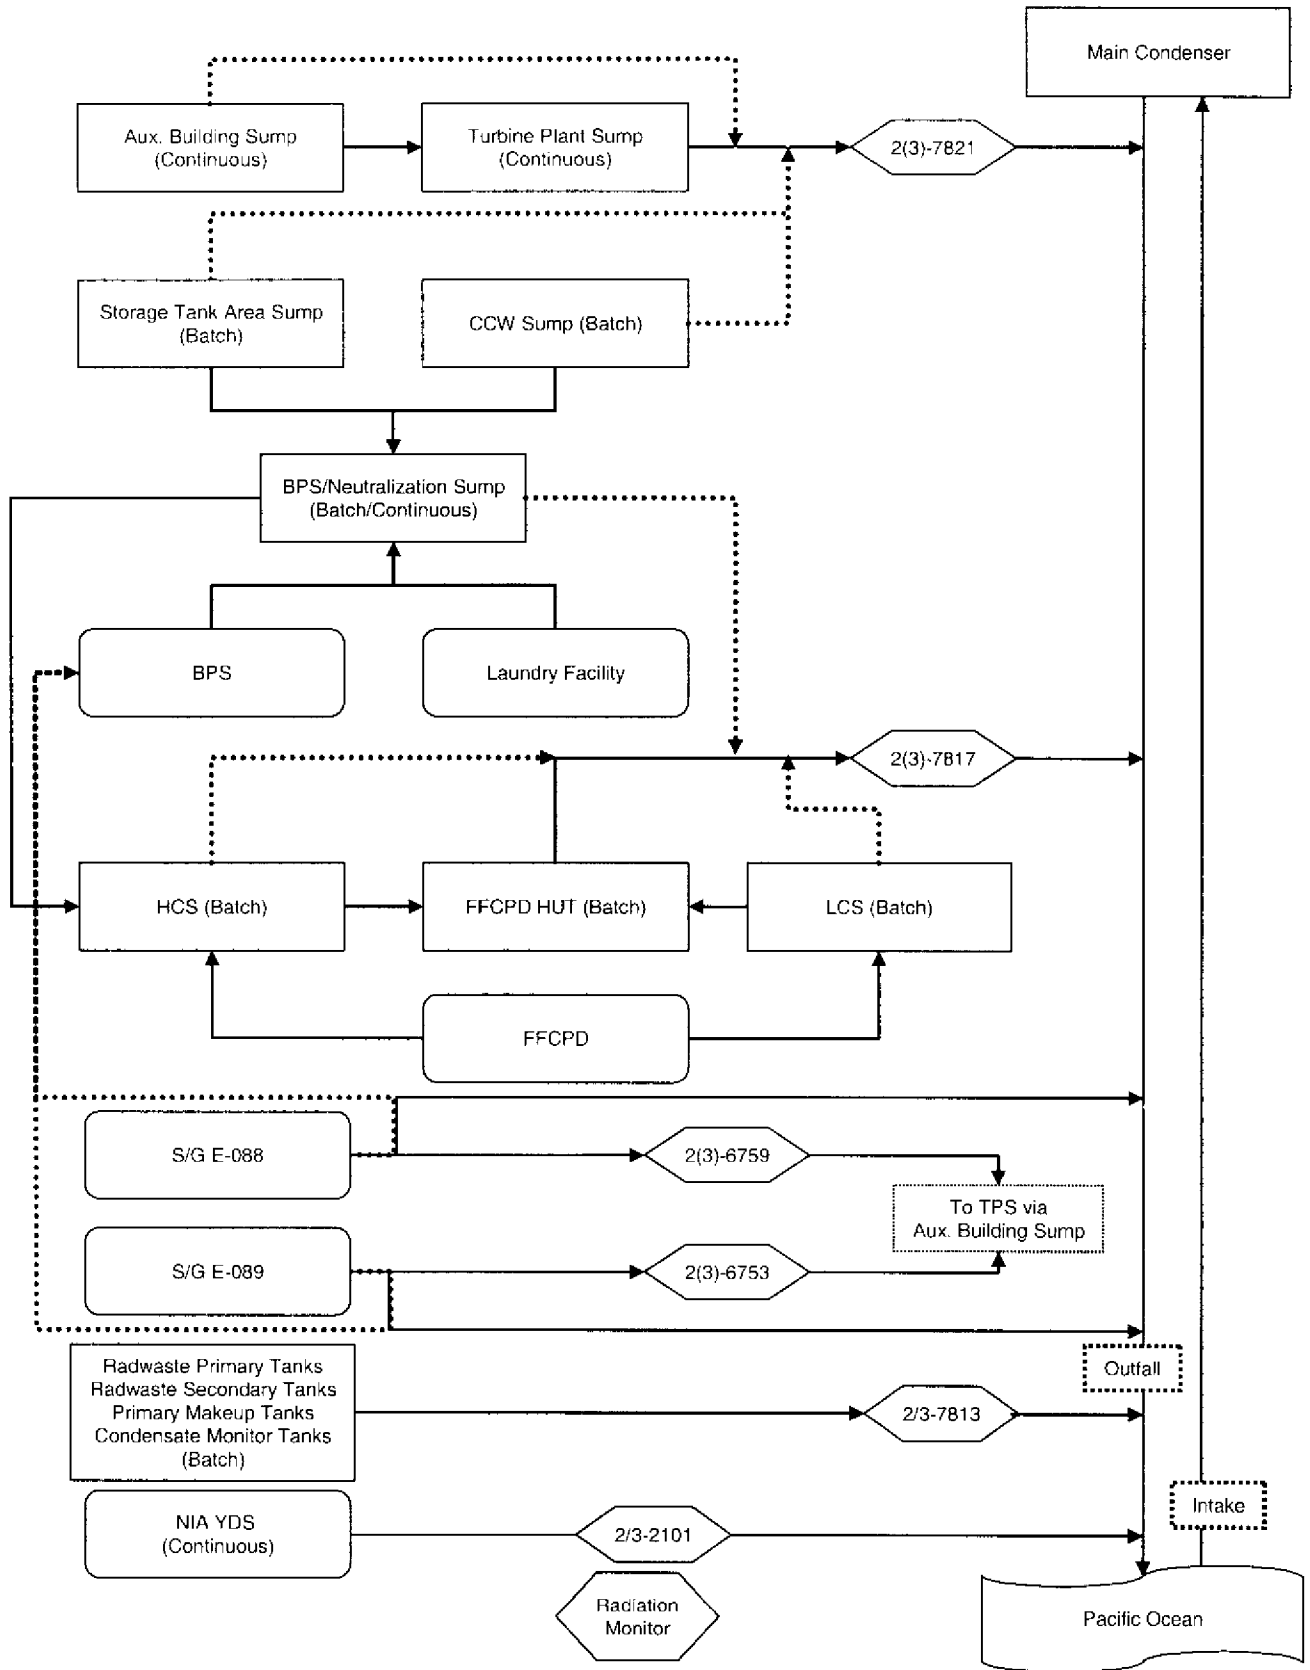 Main Condenser
Aux. Building Sump
(Continuous)
Turbine Plant Sump
(Continuous)
2(3)-7821
Storage Tank Area Sump
(Batch)
CCW Sump (Batch)
BPS/Neutralization Sump
(Batch/Continuous)
BPS
Laundry Facility
2(3)-7817
HCS (Batch)
FFCPD HUT (Batch)
LCS (Batch)
FFCPD
S/G E-088
2(3)-6759
To TPS via
Aux. Building Sump
S/G E-089
2(3)-6753
Radwaste Primary Tanks
Radwaste Secondary Tanks
Primary Makeup Tanks
Condensate Monitor Tanks
(Batch)
Outfall
2/3-7813
Intake
NIA YDS
(Continuous)
2/3-2101
Radiation
Monitor
Pacific Ocean